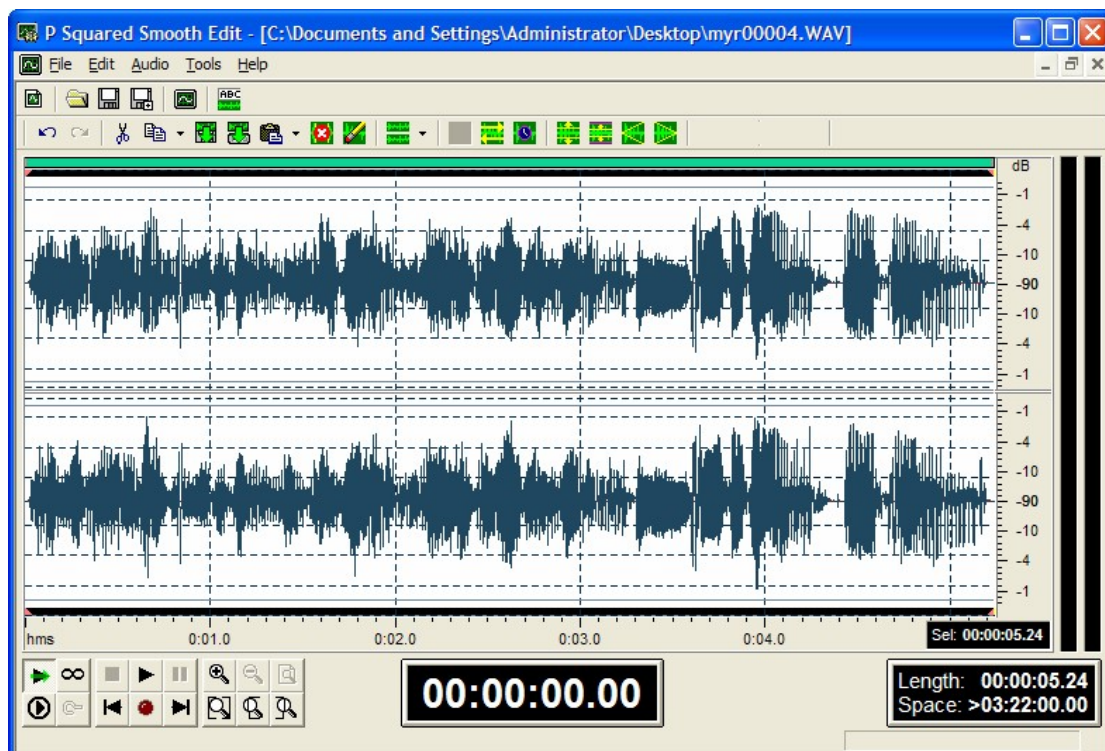 P Squared Smooth Edit - [C:\Documents and Settings\Administrator\Desktop\myr00004.WAV]
File Edit Audio Tools Help
ABC
dB
-1
-4
-10
-90
-10
-4
-1
-1
-4
-10
-90
-10
-4
-1
hms 0:01.0 0:02.0 0:03.0 0:04.0 Sel: 00:00:05.24
00:00:00.00
Length: 00:00:05.24
Space: >03:22:00.00